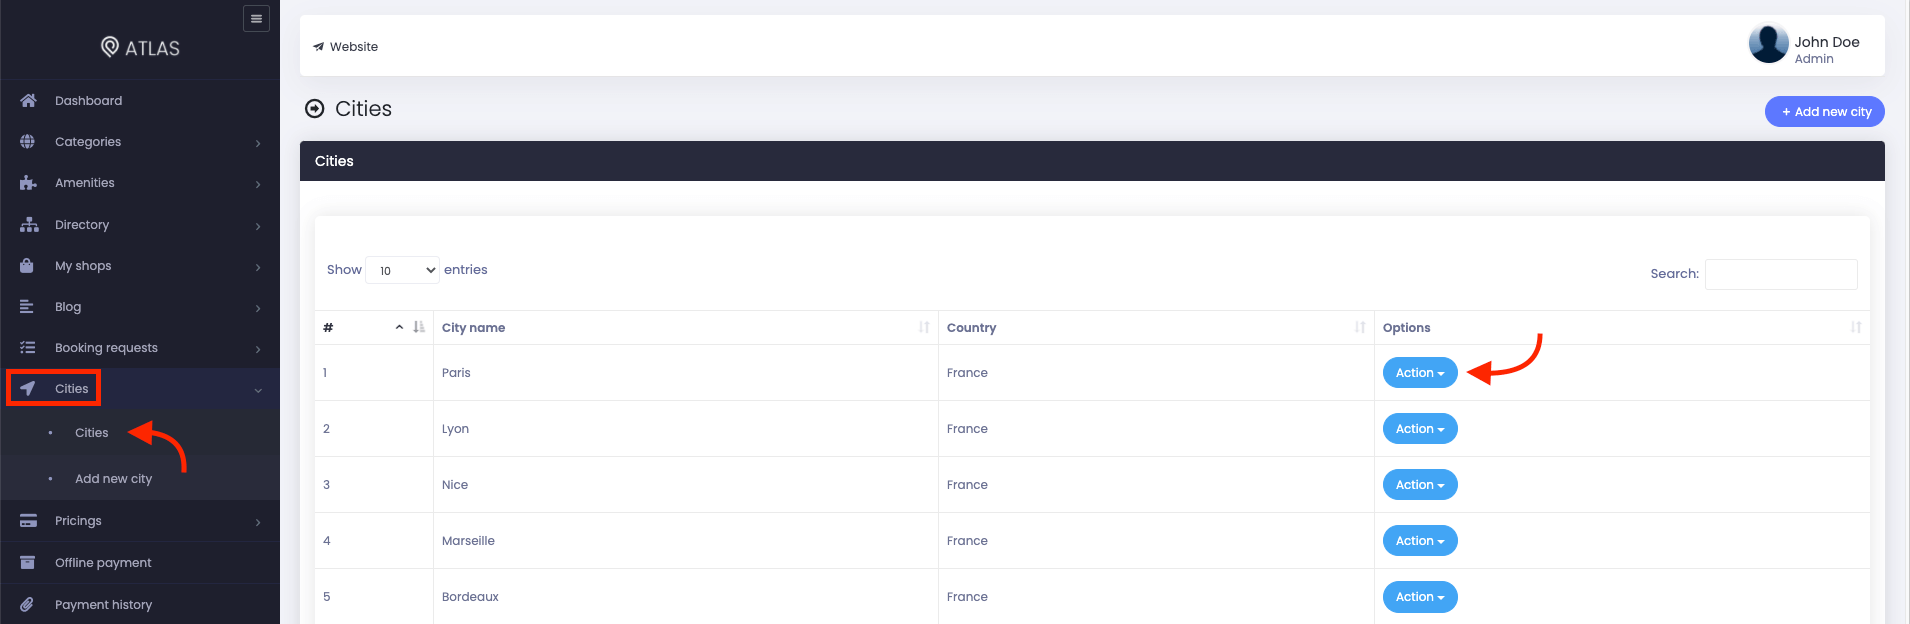 ATLAS
Dashboard
Categories
Amenities
Directory
My shops
Blog
Booking requests
Cities
Cities
Add new city
Pricings
Offline payment
Payment history
Website
John Doe
Admin
Cities
+ Add new city
Cities
Show 10 entries
Search:
# City name Country Options
1 Paris France Action
2 Lyon France Action
3 Nice France Action
4 Marseille France Action
5 Bordeaux France Action